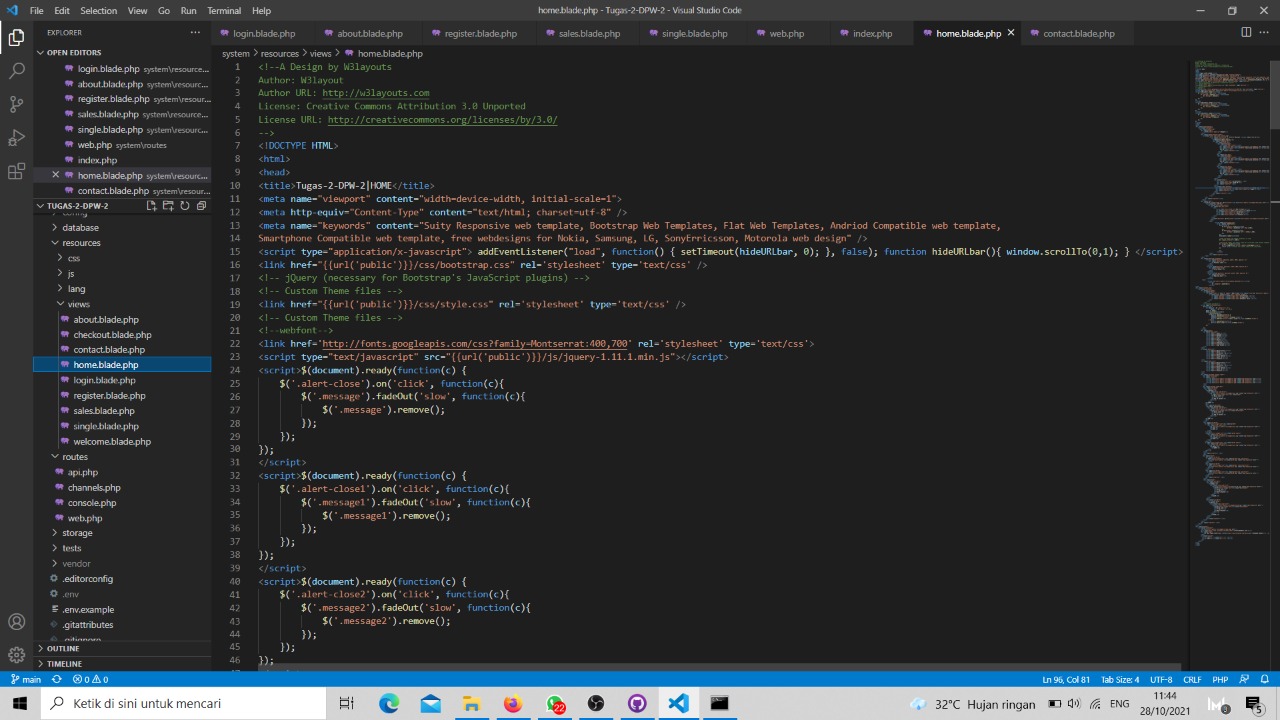 File Edit Selection View Go Run Terminal Help
home.blade.php - Tugas-2-DPW-2 - Visual Studio Code
EXPLORER
OPEN EDITORS
login.blade.php system\resource...
about.blade.php system\resource...
register.blade.php system\resour...
sales.blade.php system\resource...
single.blade.php system\resourc...
web.php system\routes
index.php
home.blade.php system\resourc...
contact.blade.php system\resour...
TUGAS-2-DPW-2
config
database
resources
css
js
lang
views
about.blade.php
checkout.blade.php
contact.blade.php
home.blade.php
login.blade.php
register.blade.php
sales.blade.php
single.blade.php
welcome.blade.php
routes
api.php
channels.php
console.php
web.php
storage
tests
vendor
.editorconfig
.env
.env.example
.gitattributes
.gitignore
OUTLINE
TIMELINE
login.blade.php about.blade.php register.blade.php sales.blade.php single.blade.php web.php index.php home.blade.php contact.blade.php
system > resources > views > home.blade.php
1 <!--A Design by W3layouts
2 Author: W3layout
3 Author URL: http://w3layouts.com
4 License: Creative Commons Attribution 3.0 Unported
5 License URL: http://creativecommons.org/licenses/by/3.0/
6 -->
7 <!DOCTYPE HTML>
8 <html>
9 <head>
10 <title>Tugas-2-DPW-2|HOME</title>
11 <meta name="viewport" content="width=device-width, initial-scale=1">
12 <meta http-equiv="Content-Type" content="text/html; charset=utf-8" />
13 <meta name="keywords" content="Surfing Responsive web template, Bootstrap Web Templates, Flat Web Templates, Andriod Compatible web template,
14 Smartphone Compatible web template, free webdesigns for Nokia, Samsung, LG, SonyErricsson, Motorola web design" />
15 <script type="application/x-javascript"> addEventListener("load", function() { setTimeout(hideURLbar, 0); }, false); function hideURLbar(){ window.scrollTo(0,1); } </script>
16 <link href="{{url('public')}}/css/bootstrap.css" rel='stylesheet' type='text/css' />
17 <!-- jQuery (necessary for Bootstrap's JavaScript plugins) -->
18 <!-- Custom Theme files -->
19 <link href="{{url('public')}}/css/style.css" rel='stylesheet' type='text/css' />
20 <!-- Custom Theme files -->
21 <!--webfont-->
22 <link href='http://fonts.googleapis.com/css?family=Montserrat:400,700' rel='stylesheet' type='text/css'>
23 <script type="text/javascript" src="{{url('public')}}/js/jquery-1.11.1.min.js"></script>
24 <script>$(document).ready(function(c) {
25 $('.alert-close').on('click', function(c){
26 $('.message').fadeOut('slow', function(c){
27 $('.message').remove();
28 });
29 });
30 });
31 </script>
32 <script>$(document).ready(function(c) {
33 $('.alert-close1').on('click', function(c){
34 $('.message1').fadeOut('slow', function(c){
35 $('.message1').remove();
36 });
37 });
38 });
39 </script>
40 <script>$(document).ready(function(c) {
41 $('.alert-close2').on('click', function(c){
42 $('.message2').fadeOut('slow', function(c){
43 $('.message2').remove();
44 });
45 });
46 });
main 0 0
Ln 96, Col 81 Tab Size: 4 UTF-8 CRLF PHP
Ketik di sini untuk mencari
22
32°C Hujan ringan
ENG
11:44
28/10/2021
3
5